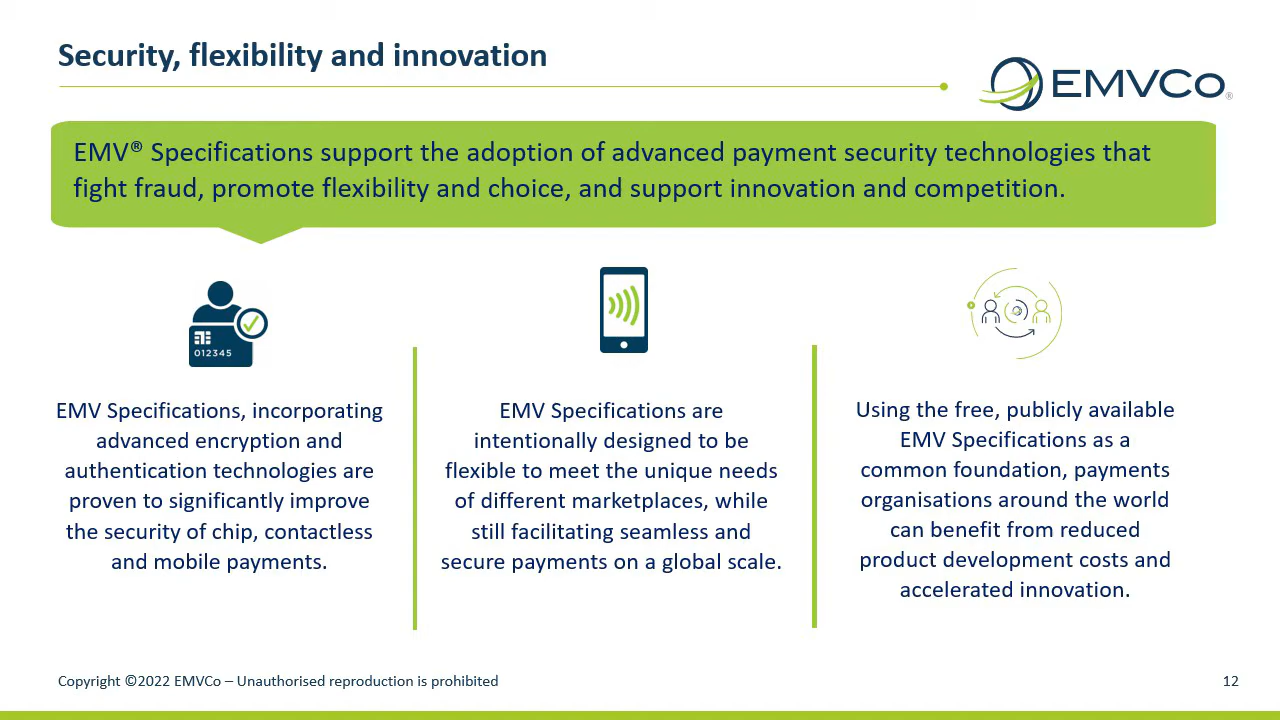 Security, flexibility and innovation
EMVCo®
EMV® Specifications support the adoption of advanced payment security technologies that
fight fraud, promote flexibility and choice, and support innovation and competition.
012345
EMV Specifications, incorporating
advanced encryption and
authentication technologies are
proven to significantly improve
the security of chip, contactless
and mobile payments.
EMV Specifications are
intentionally designed to be
flexible to meet the unique needs
of different marketplaces, while
still facilitating seamless and
secure payments on a global scale.
Using the free, publicly available
EMV Specifications as a
common foundation, payments
organisations around the world
can benefit from reduced
product development costs and
accelerated innovation.
Copyright ©2022 EMVCo – Unauthorised reproduction is prohibited
12